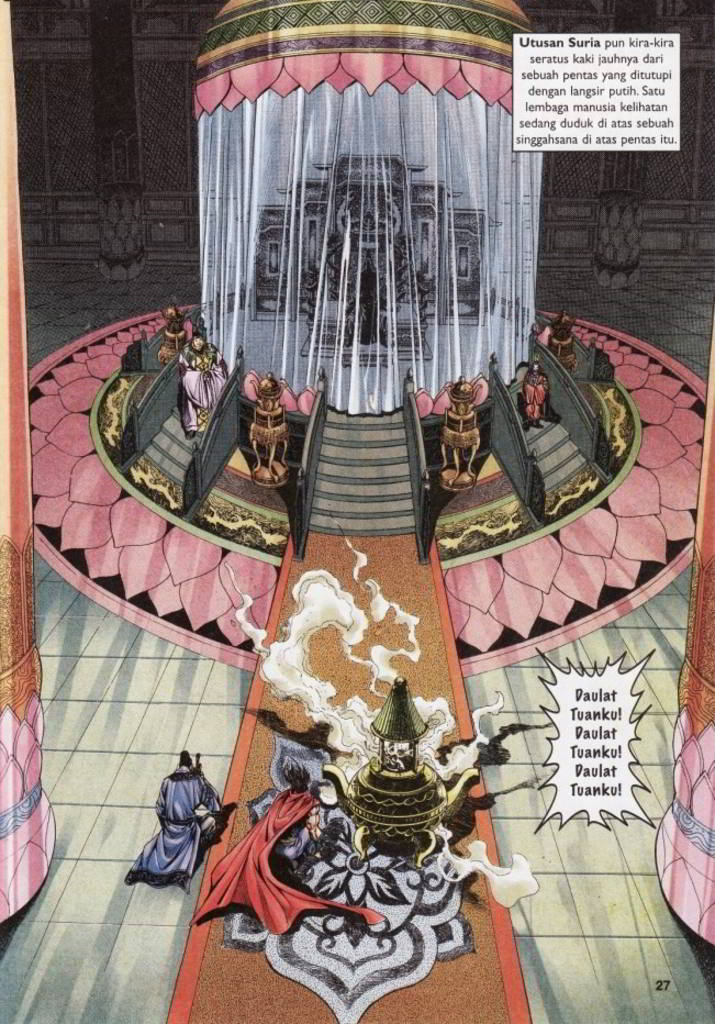 Utusan Suria pun kira-kira
seratus kaki jauhnya dari
sebuah pentas yang ditutupi
dengan langsir putih. Satu
lembaga manusia kelihatan
sedang duduk di atas sebuah
singgahsana di atas pentas itu.
Daulat
Tuanku!
Daulat
Tuanku!
Daulat
Tuanku!
27